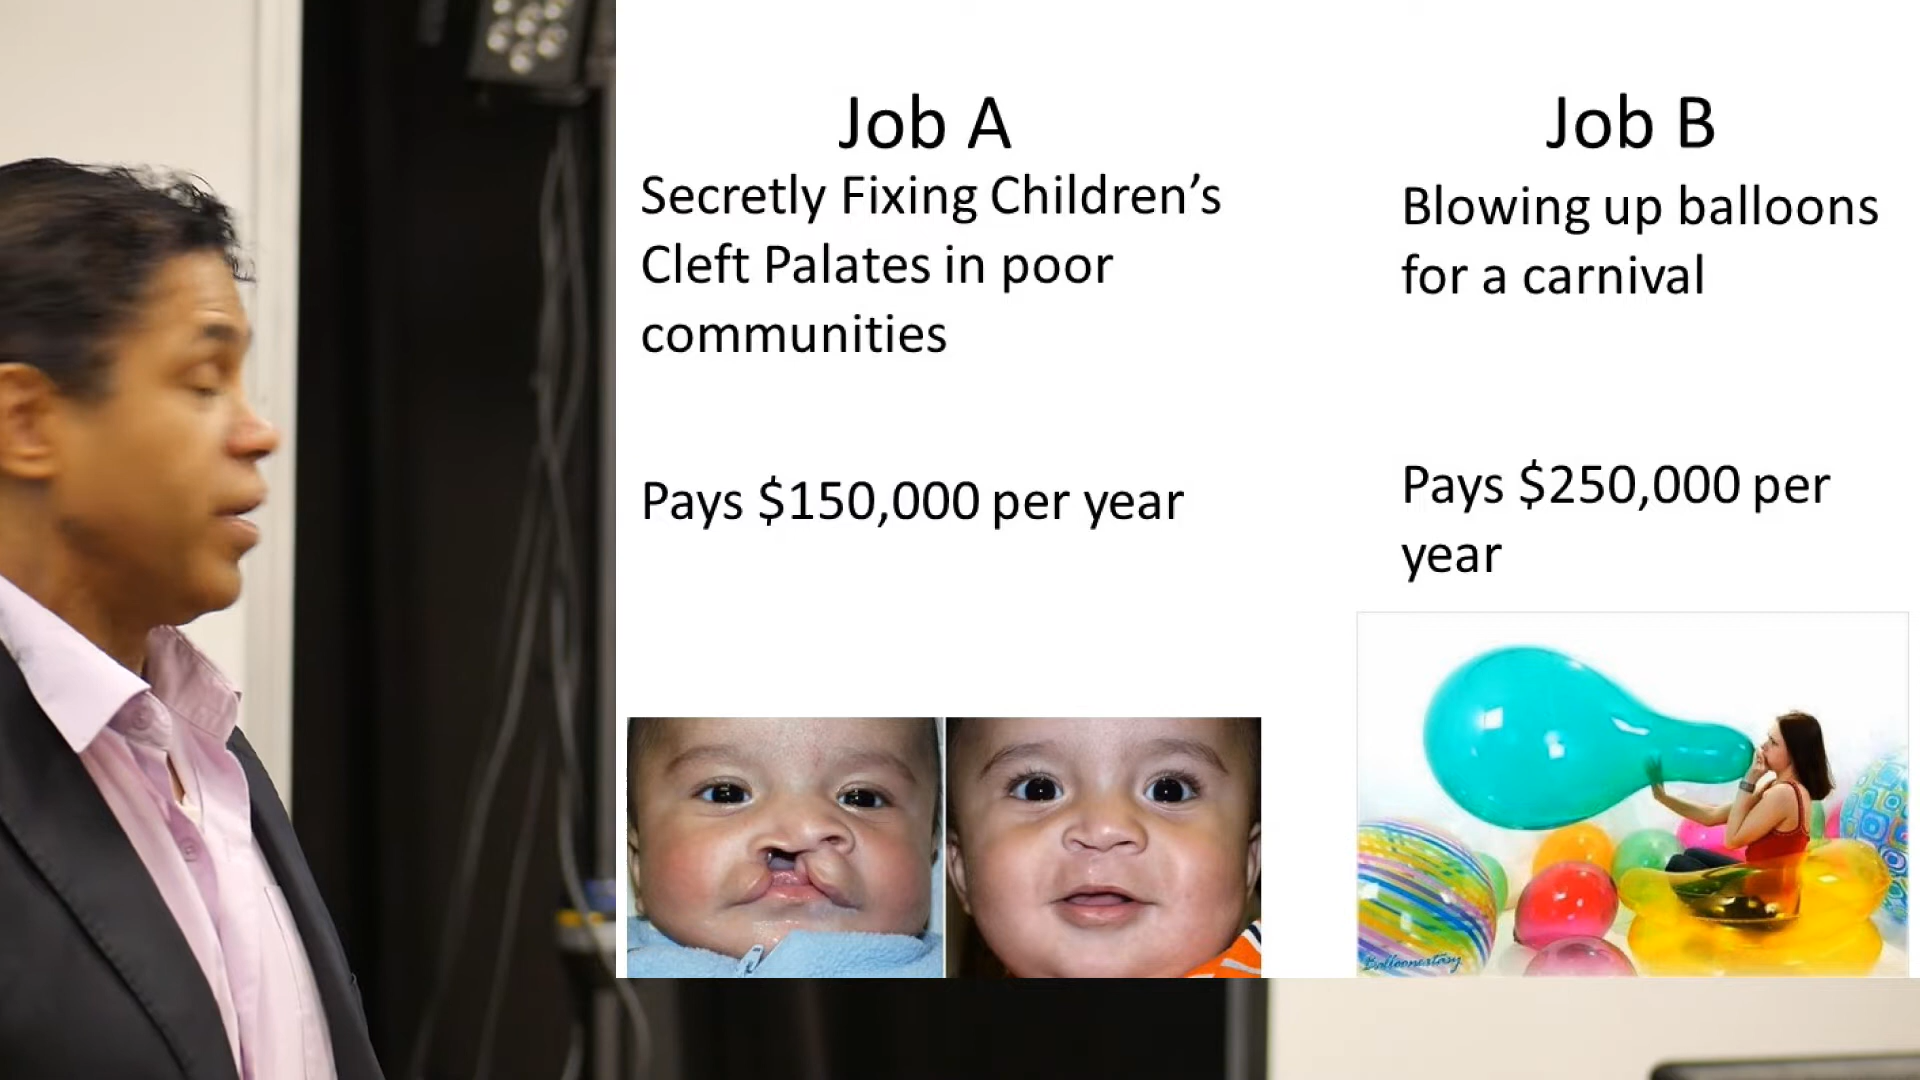 Job A
Secretly Fixing Children’s
Cleft Palates in poor
communities
Pays $150,000 per year
Job B
Blowing up balloons
for a carnival
Pays $250,000 per
year
Balloonestasy